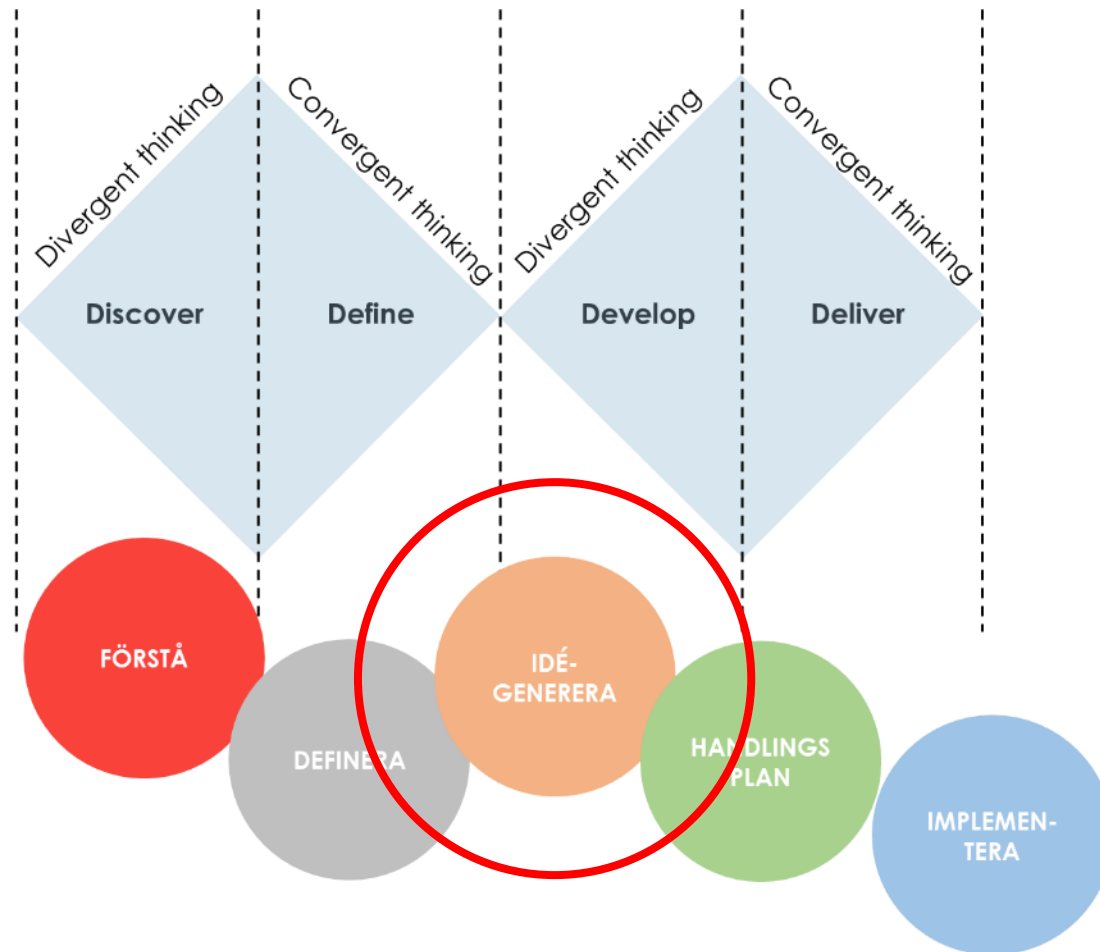 Divergent thinking
Convergent thinking
Divergent thinking
Convergent thinking
Discover
Define
Develop
Deliver
FÖRSTÅ
DEFINERA
IDÉ-
GENERERA
HANDLINGS
PLAN
IMPLEMEN-
TERA